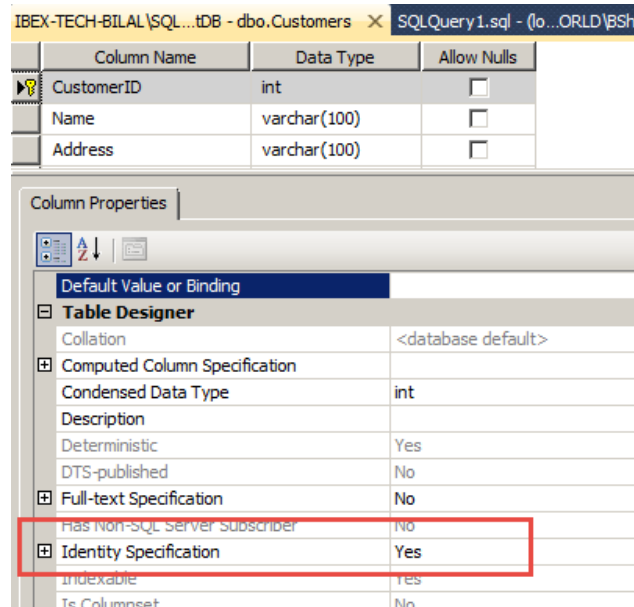 IBEX-TECH-BILAL\SQL...tDB - dbo.Customers SQLQuery1.sql - (lo...ORLD\BSh
Column Name Data Type Allow Nulls
CustomerID int
Name varchar(100)
Address varchar(100)
Column Properties
Default Value or Binding
Table Designer
Collation <database default>
Computed Column Specification
Condensed Data Type int
Description
Deterministic Yes
DTS-published No
Full-text Specification No
Has Non-SQL Server Subscriber No
Identity Specification Yes
Indexable Yes
Is Columnset No